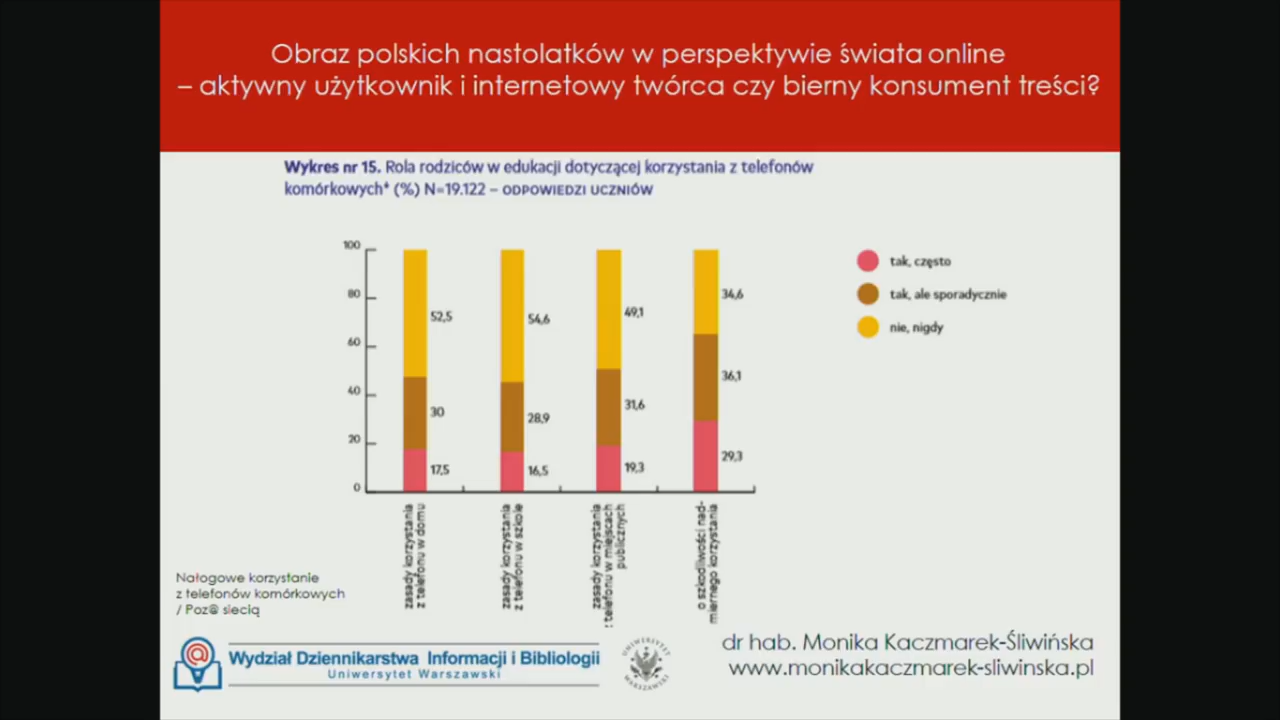 Obraz polskich nastolatków w perspektywie świata online
– aktywny użytkownik i internetowy twórca czy bierny konsument treści?
Wykres nr 15. Rola rodziców w edukacji dotyczącej korzystania z telefonów
komórkowych* (%) N=19.122 – ODPOWIEDZI UCZNIÓW
100
80
60
40
20
0
52,5
30
17,5
54,6
28,9
16,5
49,1
31,6
19,3
34,6
36,1
29,3
tak, często
tak, ale sporadycznie
nie, nigdy
zasady korzystania
z telefonu w domu
zasady korzystania
z telefonu w szkole
zasady korzystania
z telefonu w miejscach
publicznych
o szkodliwości nad-
miernego korzystania
Nałogowe korzystanie
z telefonów komórkowych
/ Poz@ siecią
Wydział Dziennikarstwa Informacji i Bibliologii
Uniwersytet Warszawski
UNIWERSYTET
WARSZAWSKI
dr hab. Monika Kaczmarek-Śliwińska
www.monikakaczmarek-sliwinska.pl